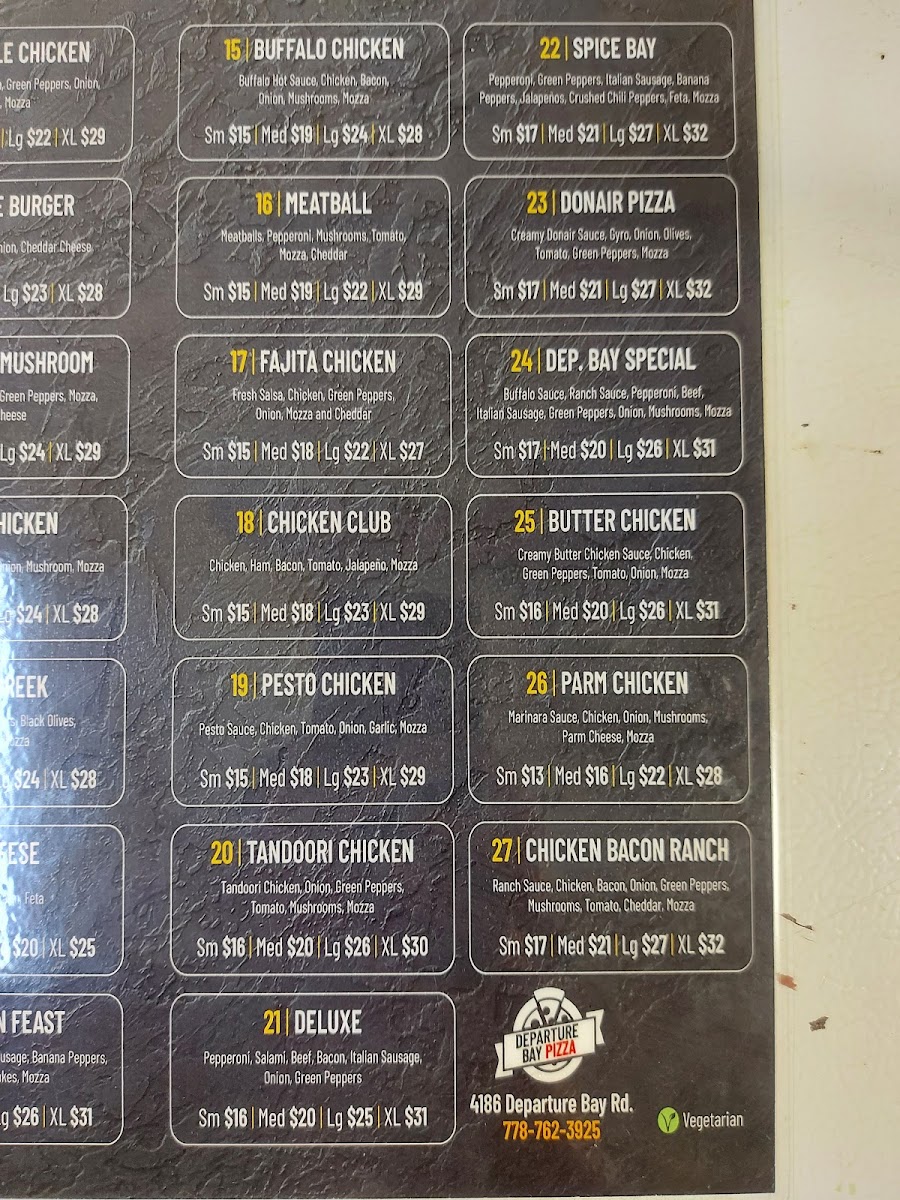 LE CHICKEN
, Green Peppers, Onion,
, Mozza
Lg $22 | XL $29
E BURGER
nion, Cheddar Cheese
Lg $23 | XL $28
MUSHROOM
Green Peppers, Mozza,
heese
Lg $24 | XL $29
HICKEN
nion, Mushroom, Mozza
$24 | XL $28
REEK
Black Olives,
$24 | XL $28
Feta
$20 | XL $25
N FEAST
usage, Banana Peppers,
kes, Mozza
g $26 | XL $31
15 | BUFFALO CHICKEN
Buffalo Hot Sauce, Chicken, Bacon,
Onion, Mushrooms, Mozza
Sm $15 | Med $19 | Lg $24 | XL $28
16 | MEATBALL
Meatballs, Pepperoni, Mushrooms, Tomato,
Mozza, Cheddar
Sm $15 | Med $19 | Lg $22 | XL $29
17 | FAJITA CHICKEN
Fresh Salsa, Chicken, Green Peppers,
Onion, Mozza and Cheddar
Sm $15 | Med $18 | Lg $22 | XL $27
18 | CHICKEN CLUB
Chicken, Ham, Bacon, Tomato, Jalapeño, Mozza
Sm $15 | Med $18 | Lg $23 | XL $29
19 | PESTO CHICKEN
Pesto Sauce, Chicken, Tomato, Onion, Garlic, Mozza
Sm $15 | Med $18 | Lg $23 | XL $29
20 | TANDOORI CHICKEN
Tandoori Chicken, Onion, Green Peppers,
Tomato, Mushrooms, Mozza
Sm $16 | Med $20 | Lg $26 | XL $30
21 | DELUXE
Pepperoni, Salami, Beef, Bacon, Italian Sausage,
Onion, Green Peppers
Sm $16 | Med $20 | Lg $25 | XL $31
22 | SPICE BAY
Pepperoni, Green Peppers, Italian Sausage, Banana
Peppers, Jalapeños, Crushed Chili Peppers, Feta, Mozza
Sm $17 | Med $21 | Lg $27 | XL $32
23 | DONAIR PIZZA
Creamy Donair Sauce, Gyro, Onion, Olives,
Tomato, Green Peppers, Mozza
Sm $17 | Med $21 | Lg $27 | XL $32
24 | DEP. BAY SPECIAL
Buffalo Sauce, Ranch Sauce, Pepperoni, Beef,
Italian Sausage, Green Peppers, Onion, Mushrooms, Mozza
Sm $17 | Med $20 | Lg $26 | XL $31
25 | BUTTER CHICKEN
Creamy Butter Chicken Sauce, Chicken,
Green Peppers, Tomato, Onion, Mozza
Sm $16 | Med $20 | Lg $26 | XL $31
26 | PARM CHICKEN
Marinara Sauce, Chicken, Onion, Mushrooms,
Parm Cheese, Mozza
Sm $13 | Med $16 | Lg $22 | XL $28
27 | CHICKEN BACON RANCH
Ranch Sauce, Chicken, Bacon, Onion, Green Peppers,
Mushrooms, Tomato, Cheddar, Mozza
Sm $17 | Med $21 | Lg $27 | XL $32
DEPARTURE
BAY PIZZA
4186 Departure Bay Rd.
778-762-3925
Vegetarian